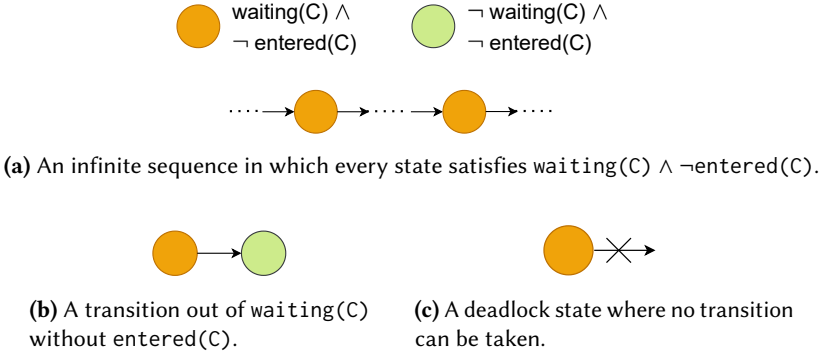 waiting(C) ∧
¬ entered(C)
¬ waiting(C) ∧
¬ entered(C)
(a) An infinite sequence in which every state satisfies waiting(C) ∧ ¬entered(C).
(b) A transition out of waiting(C)
without entered(C).
(c) A deadlock state where no transition
can be taken.